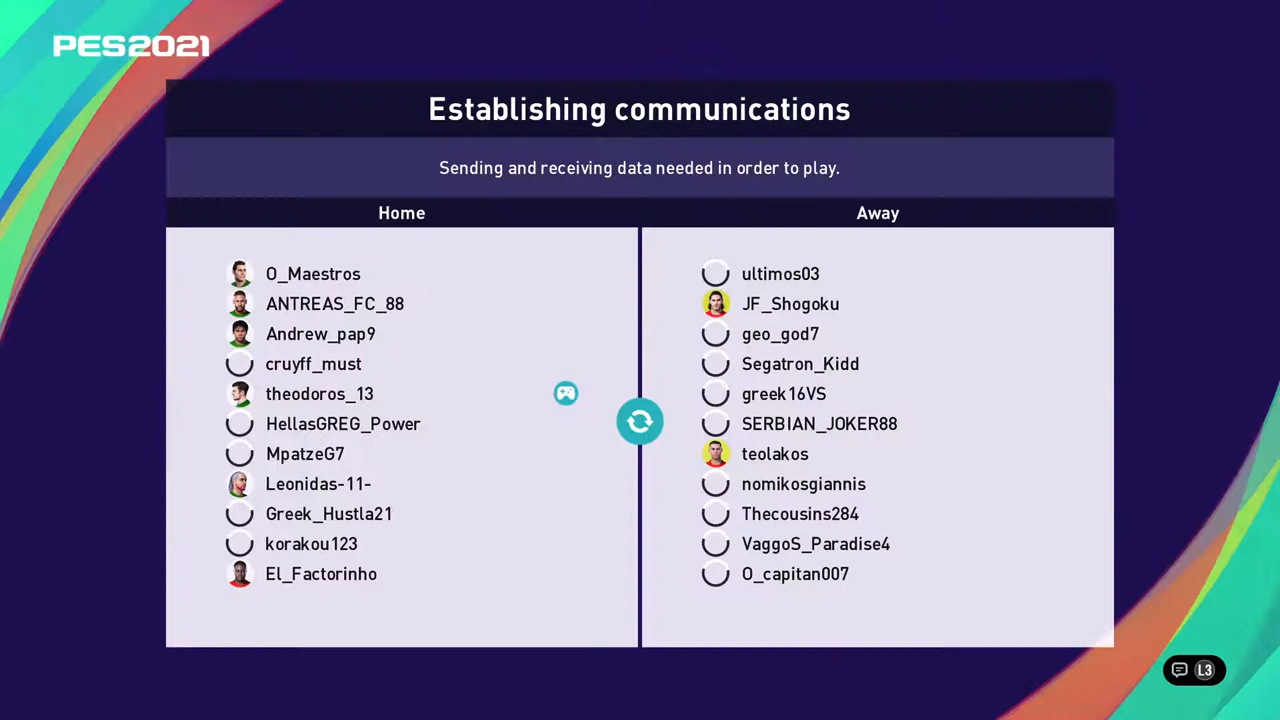 PES2021
Establishing communications
Sending and receiving data needed in order to play.
Home
Away
O_Maestros
ANTREAS_FC_88
Andrew_pap9
cruyff_must
theodoros_13
HellasGREG_Power
MpatzeG7
Leonidas-11-
Greek_Hustla21
korakou123
El_Factorinho
ultimos03
JF_Shogoku
geo_god7
Segatron_Kidd
greek16VS
SERBIAN_JOKER88
teolakos
nomikosgiannis
Thecousins284
VaggoS_Paradise4
O_capitan007
L3